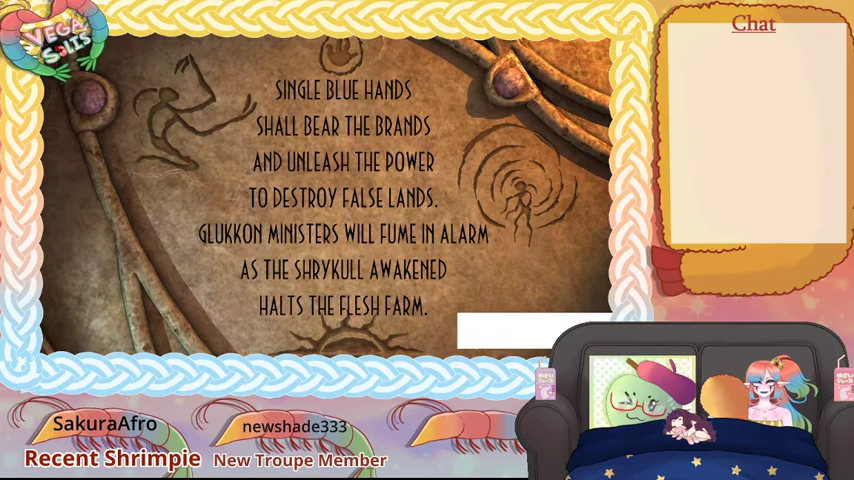 VEGA
SOLIS
Chat
SINGLE BLUE HANDS
SHALL BEAR THE BRANDS
AND UNLEASH THE POWER
TO DESTROY FALSE LANDS.
GLUKKON MINISTERS WILL FUME IN ALARM
AS THE SHRYKULL AWAKENED
HALTS THE FLESH FARM.
SakuraAfro
newshade333
Recent Shrimpie
New Troupe Member